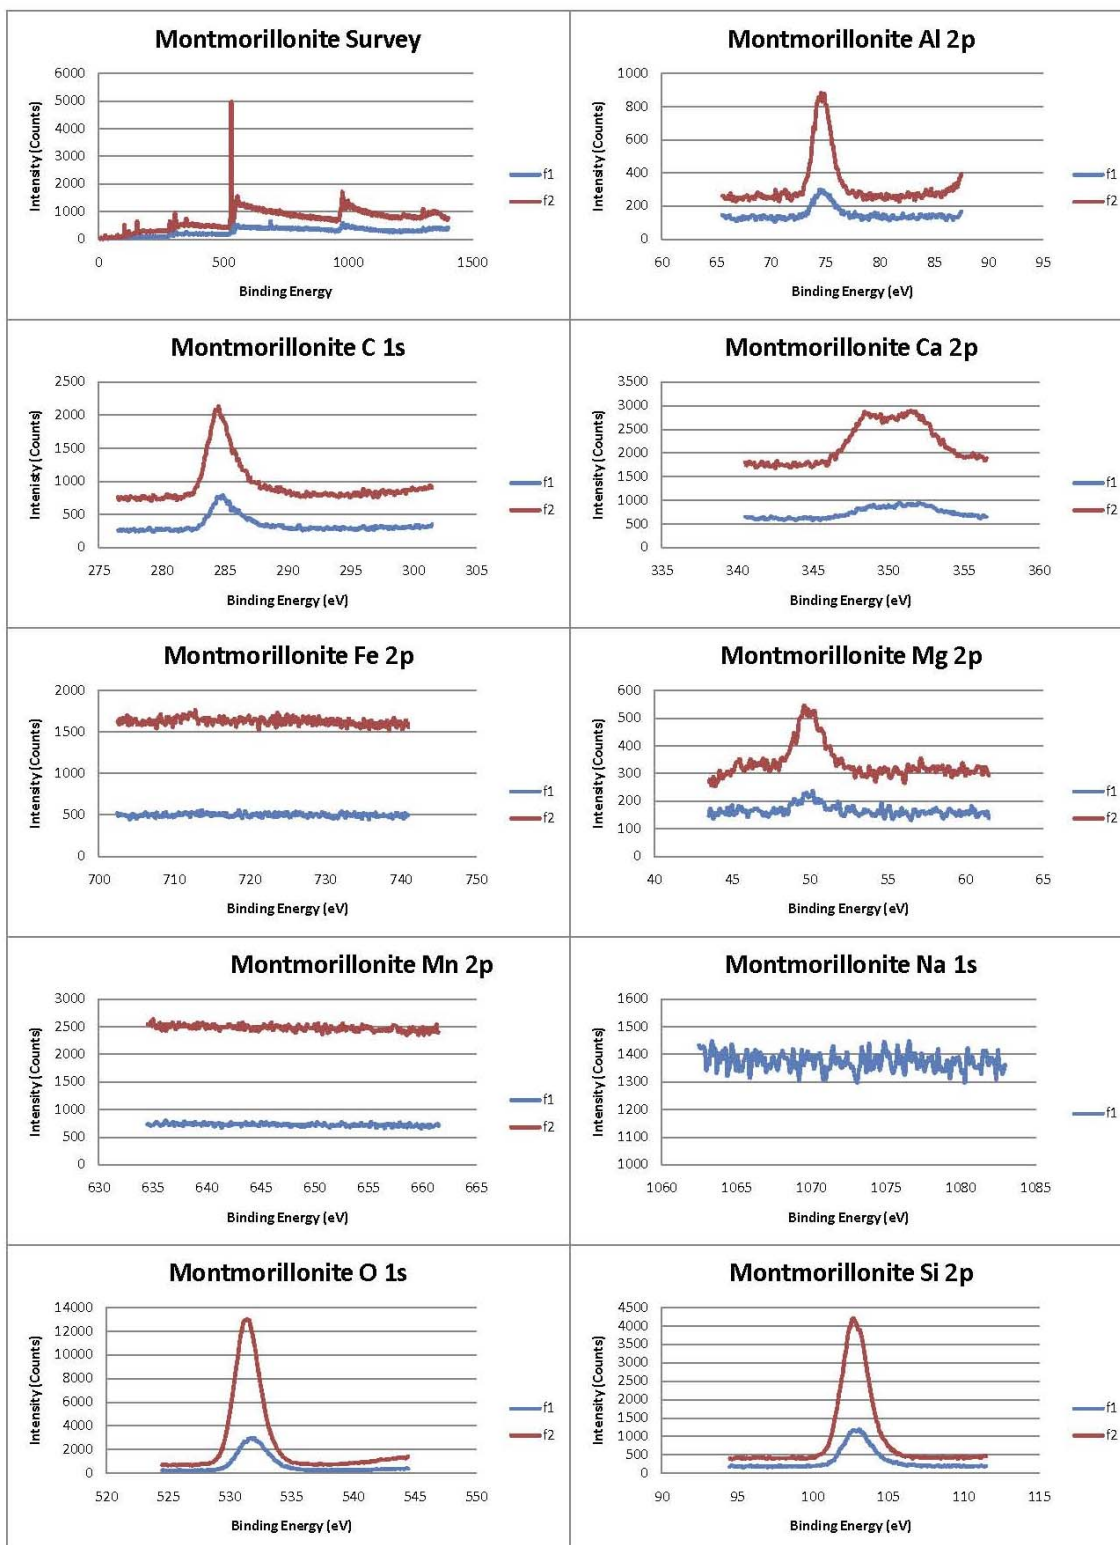 Montmorillonite Survey
Intensity (Counts)
6000
5000
4000
3000
2000
1000
0
0 500 1000 1500
Binding Energy
f1
f2
Montmorillonite Al 2p
Intensity (Counts)
1000
800
600
400
200
0
60 65 70 75 80 85 90 95
Binding Energy (eV)
f1
f2
Montmorillonite C 1s
Intenisty (Counts)
2500
2000
1500
1000
500
0
275 280 285 290 295 300 305
Binding Energy (eV)
f1
f2
Montmorillonite Ca 2p
Intensity (Counts)
3500
3000
2500
2000
1500
1000
500
0
335 340 345 350 355 360
Binding Energy (eV)
f1
f2
Montmorillonite Fe 2p
Intensity (Counts)
2000
1500
1000
500
0
700 710 720 730 740 750
Binding Energy (eV)
f1
f2
Montmorillonite Mg 2p
Intensity (Counts)
600
500
400
300
200
100
0
40 45 50 55 60 65
Binding Energy (eV)
f1
f2
Montmorillonite Mn 2p
Intensity (Counts)
3000
2500
2000
1500
1000
500
0
630 635 640 645 650 655 660 665
Binding Energy (eV)
f1
f2
Montmorillonite Na 1s
Intensity (Counts)
1600
1500
1400
1300
1200
1100
1000
1060 1065 1070 1075 1080 1085
Binding Energy (eV)
f1
Montmorillonite O 1s
Intensity (Counts)
14000
12000
10000
8000
6000
4000
2000
0
520 525 530 535 540 545 550
Binding Energy (eV)
f1
f2
Montmorillonite Si 2p
Intensity (Counts)
4500
4000
3500
3000
2500
2000
1500
1000
500
0
90 95 100 105 110 115
Binding Energy (eV)
f1
f2